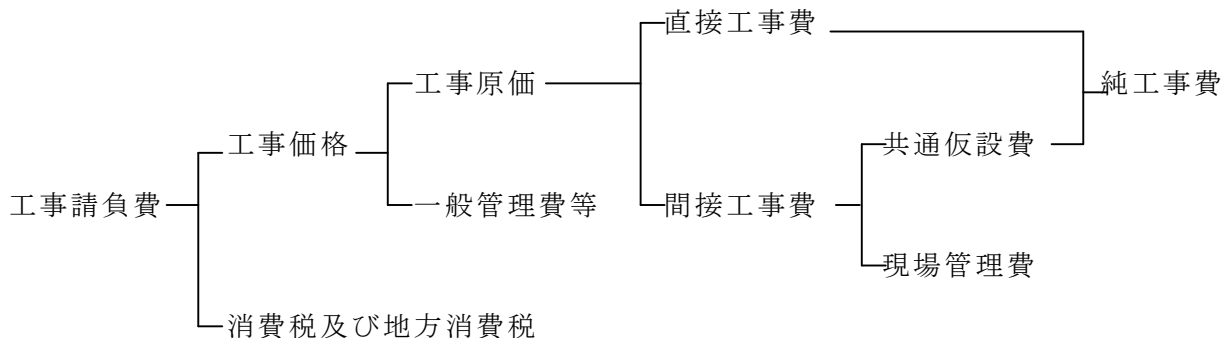 直接工事費
工事原価
純工事費
工事価格
共通仮設費
工事請負費
一般管理費等
間接工事費
現場管理費
消費税及び地方消費税